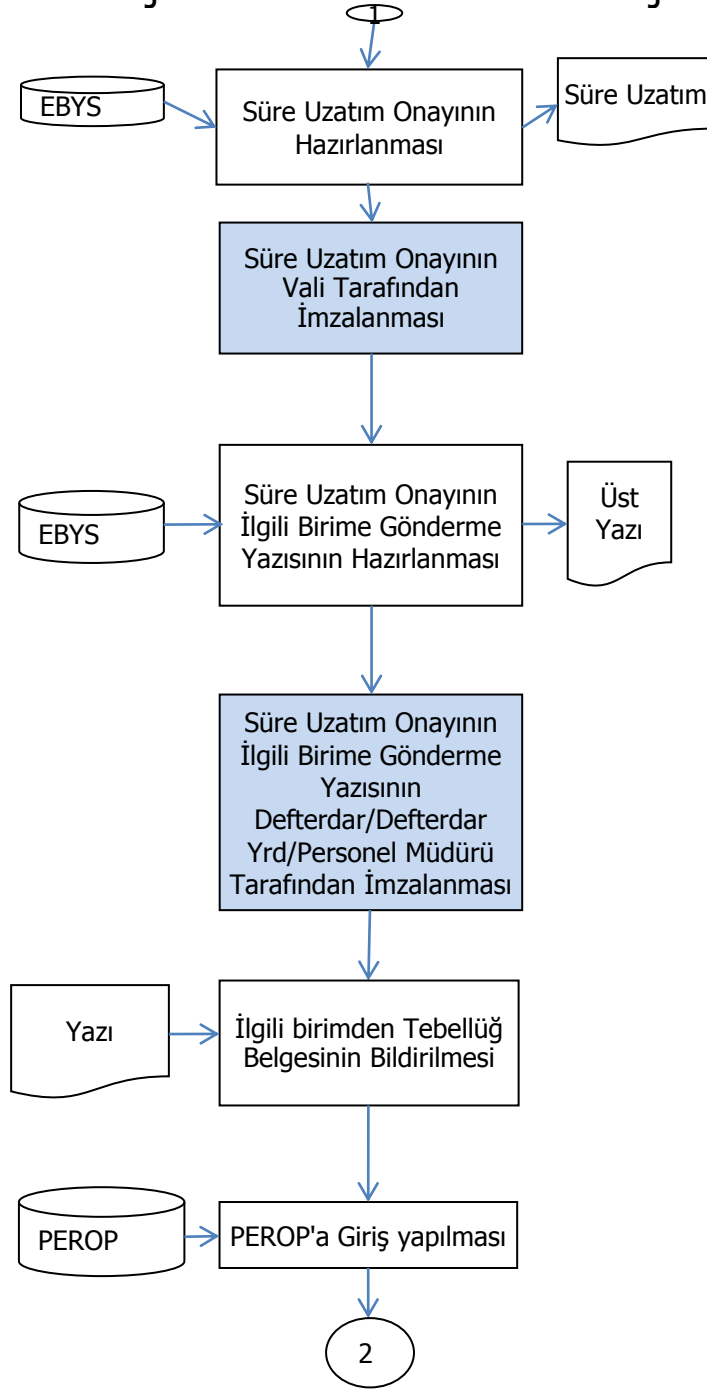 1
EBYS
Süre Uzatım Onayının
Hazırlanması
Süre Uzatım
Süre Uzatım Onayının
Vali Tarafından
İmzalanması
EBYS
Süre Uzatım Onayının
İlgili Birime Gönderme
Yazısının Hazırlanması
Üst
Yazı
Süre Uzatım Onayının
İlgili Birime Gönderme
Yazısının
Defterdar/Defterdar
Yrd/Personel Müdürü
Tarafından İmzalanması
Yazı
İlgili birimden Tebellüğ
Belgesinin Bildirilmesi
PEROP
PEROP'a Giriş yapılması
2